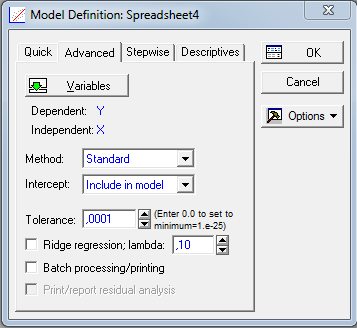 Model Definition: Spreadsheet4
Quick Advanced Stepwise Descriptives
Variables
Dependent: Y
Independent: X
Method: Standard
Intercept: Include in model
Tolerance: ,0001 (Enter 0.0 to set to
minimum=1.e-25)
Ridge regression; lambda: ,10
Batch processing/printing
Print/report residual analysis
OK
Cancel
Options